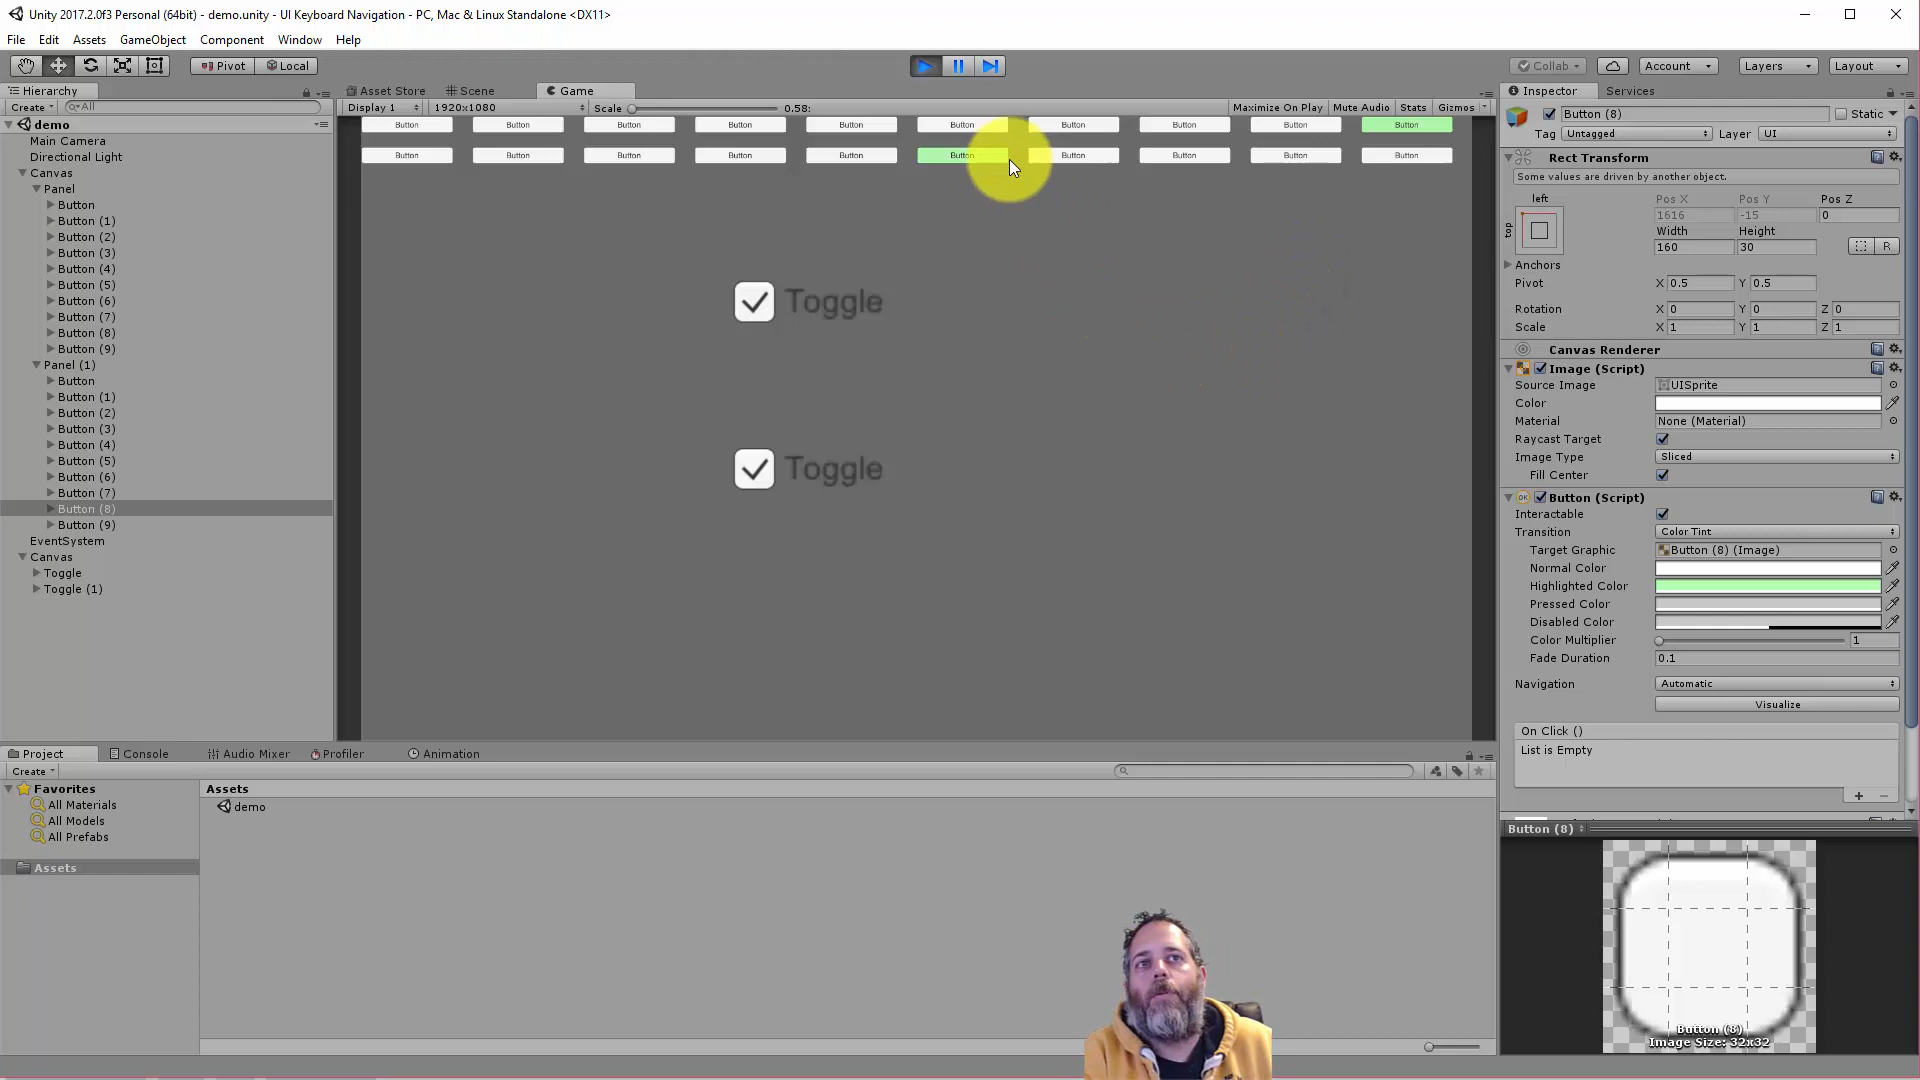 Unity 2017.2.0f3 Personal (64bit) - demo.unity - UI Keyboard Navigation - PC, Mac & Linux Standalone <DX11>
File Edit Assets GameObject Component Window Help
Pivot Local Collab Account Layers Layout
Hierarchy
Create All
demo
Main Camera
Directional Light
Canvas
Panel
Button
Button (1)
Button (2)
Button (3)
Button (4)
Button (5)
Button (6)
Button (7)
Button (8)
Button (9)
Panel (1)
Button
Button (1)
Button (2)
Button (3)
Button (4)
Button (5)
Button (6)
Button (7)
Button (8)
Button (9)
EventSystem
Canvas
Toggle
Toggle (1)
Asset Store Scene Game
Display 1 1920x1080 Scale 0.58: Maximize On Play Mute Audio Stats Gizmos
Button Button Button Button Button Button Button Button Button Button
Button Button Button Button Button Button Button Button Button Button
Toggle
Toggle
Inspector Services
Button (8) Static
Tag Untagged Layer UI
Rect Transform
Some values are driven by another object.
left Pos X Pos Y Pos Z
top 1616 -15 0
Width Height
160 30 R
Anchors
Pivot X 0.5 Y 0.5
Rotation X 0 Y 0 Z 0
Scale X 1 Y 1 Z 1
Canvas Renderer
Image (Script)
Source Image UISprite
Color
Material None (Material)
Raycast Target
Image Type Sliced
Fill Center
OK Button (Script)
Interactable
Transition Color Tint
Target Graphic Button (8) (Image)
Normal Color
Highlighted Color
Pressed Color
Disabled Color
Color Multiplier 1
Fade Duration 0.1
Navigation Automatic
Visualize
On Click ()
List is Empty
Button (8)
Button (8)
Image Size: 32x32
Project Console Audio Mixer Profiler Animation
Create
Favorites
All Materials
All Models
All Prefabs
Assets
Assets
demo